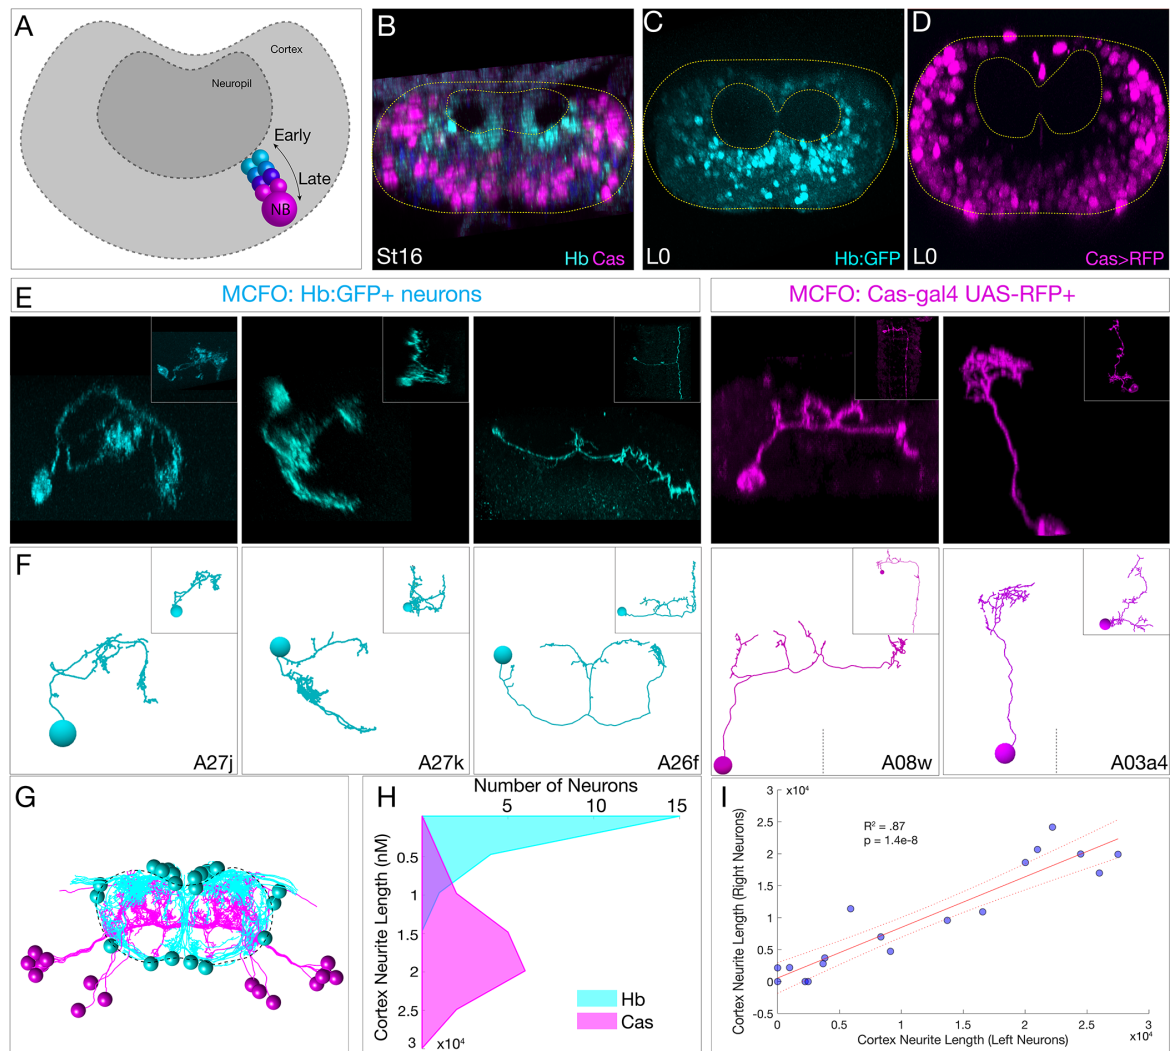 A
Cortex
Neuropil
Early
Late
NB
B
St16
Hb Cas
C
L0
Hb:GFP
D
L0
Cas>RFP
E
MCFO: Hb:GFP+ neurons
MCFO: Cas-gal4 UAS-RFP+
F
A27j
A27k
A26f
A08w
A03a4
G
H
Number of Neurons
5
10
15
Cortex Neurite Length (nM)
0.5
1
1.5
2
2.5
3
x10⁴
Hb
Cas
I
x10⁴
3
2.5
2
1.5
1
0.5
0
-0.5
Cortex Neurite Length (Right Neurons)
R² = .87
p = 1.4e-8
0
0.5
1
1.5
2
2.5
3
x10⁴
Cortex Neurite Length (Left Neurons)